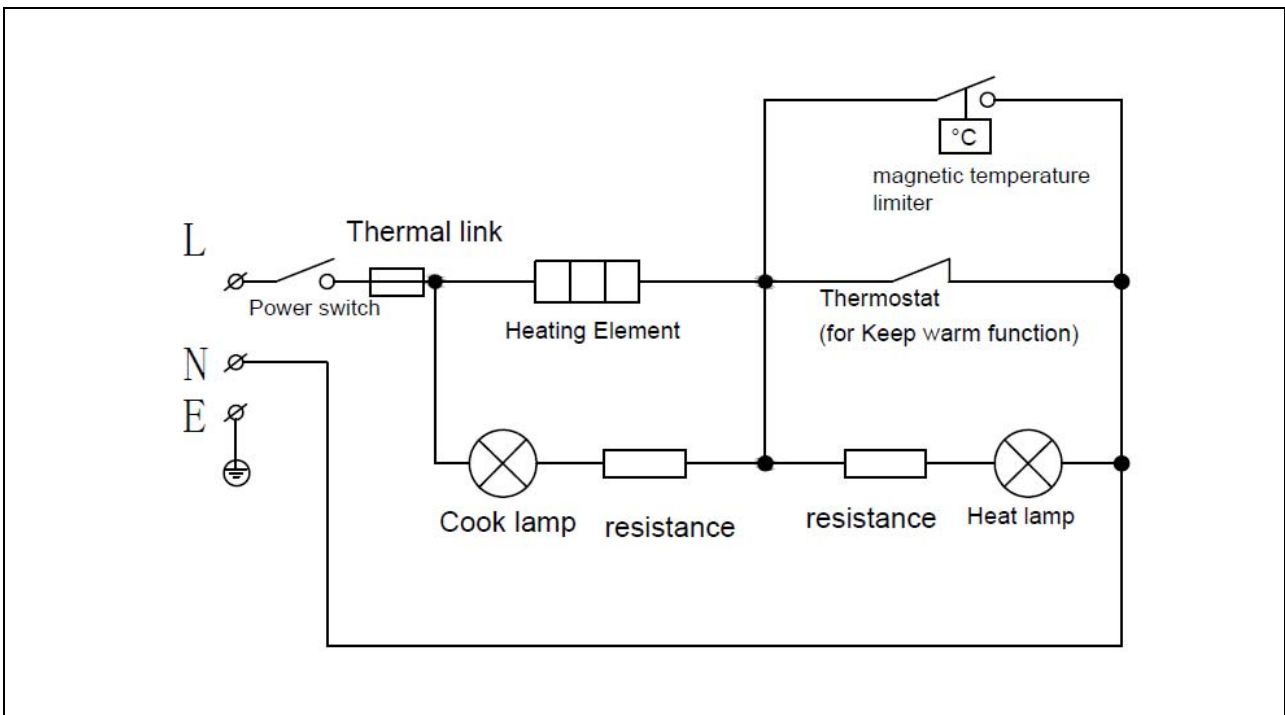 °C
magnetic temperature
limiter
L
Thermal link
Power switch
Heating Element
Thermostat
(for Keep warm function)
N
E
Cook lamp
resistance
resistance
Heat lamp